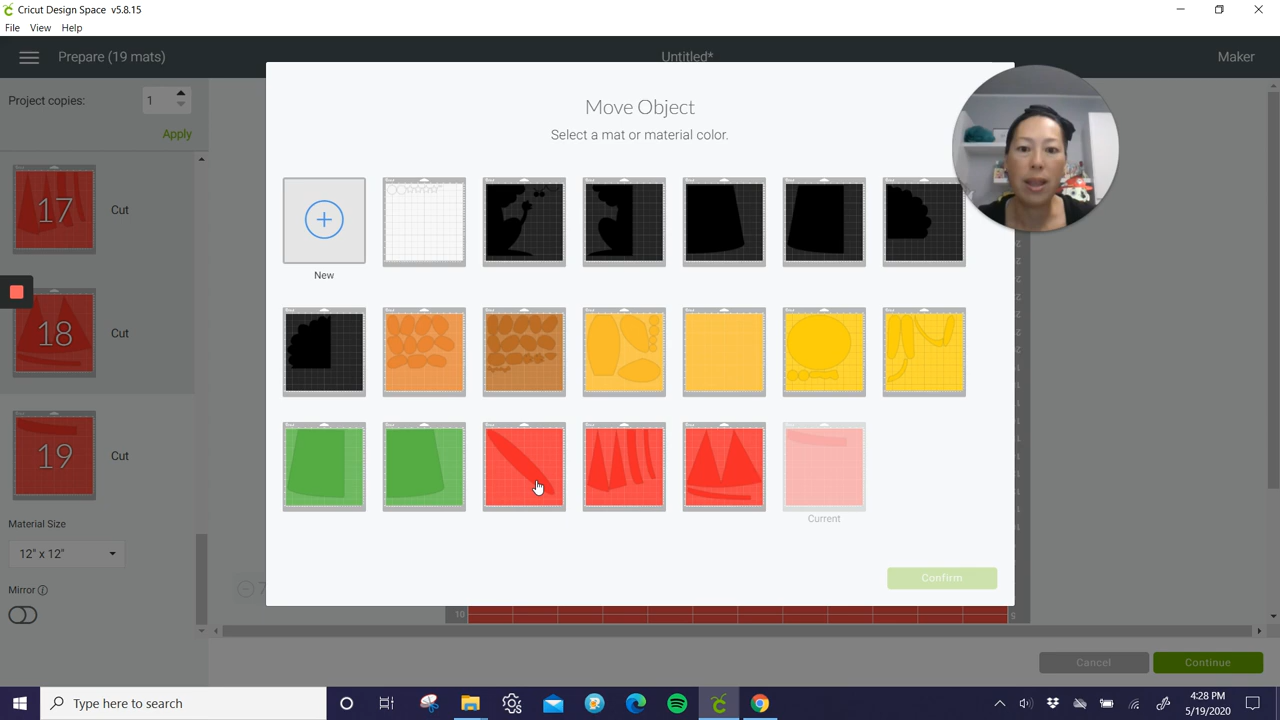 Cricut Design Space v5.8.15
File View Help
Prepare (19 mats)
Untitled*
Maker
Project copies:
1
Apply
17
Cut
18
Cut
19
Cut
Material Size
12" x 12"
Mirror
Move Object
Select a mat or material color.
New
Current
Confirm
10
Cancel
Continue
Type here to search
4:28 PM
5/19/2020